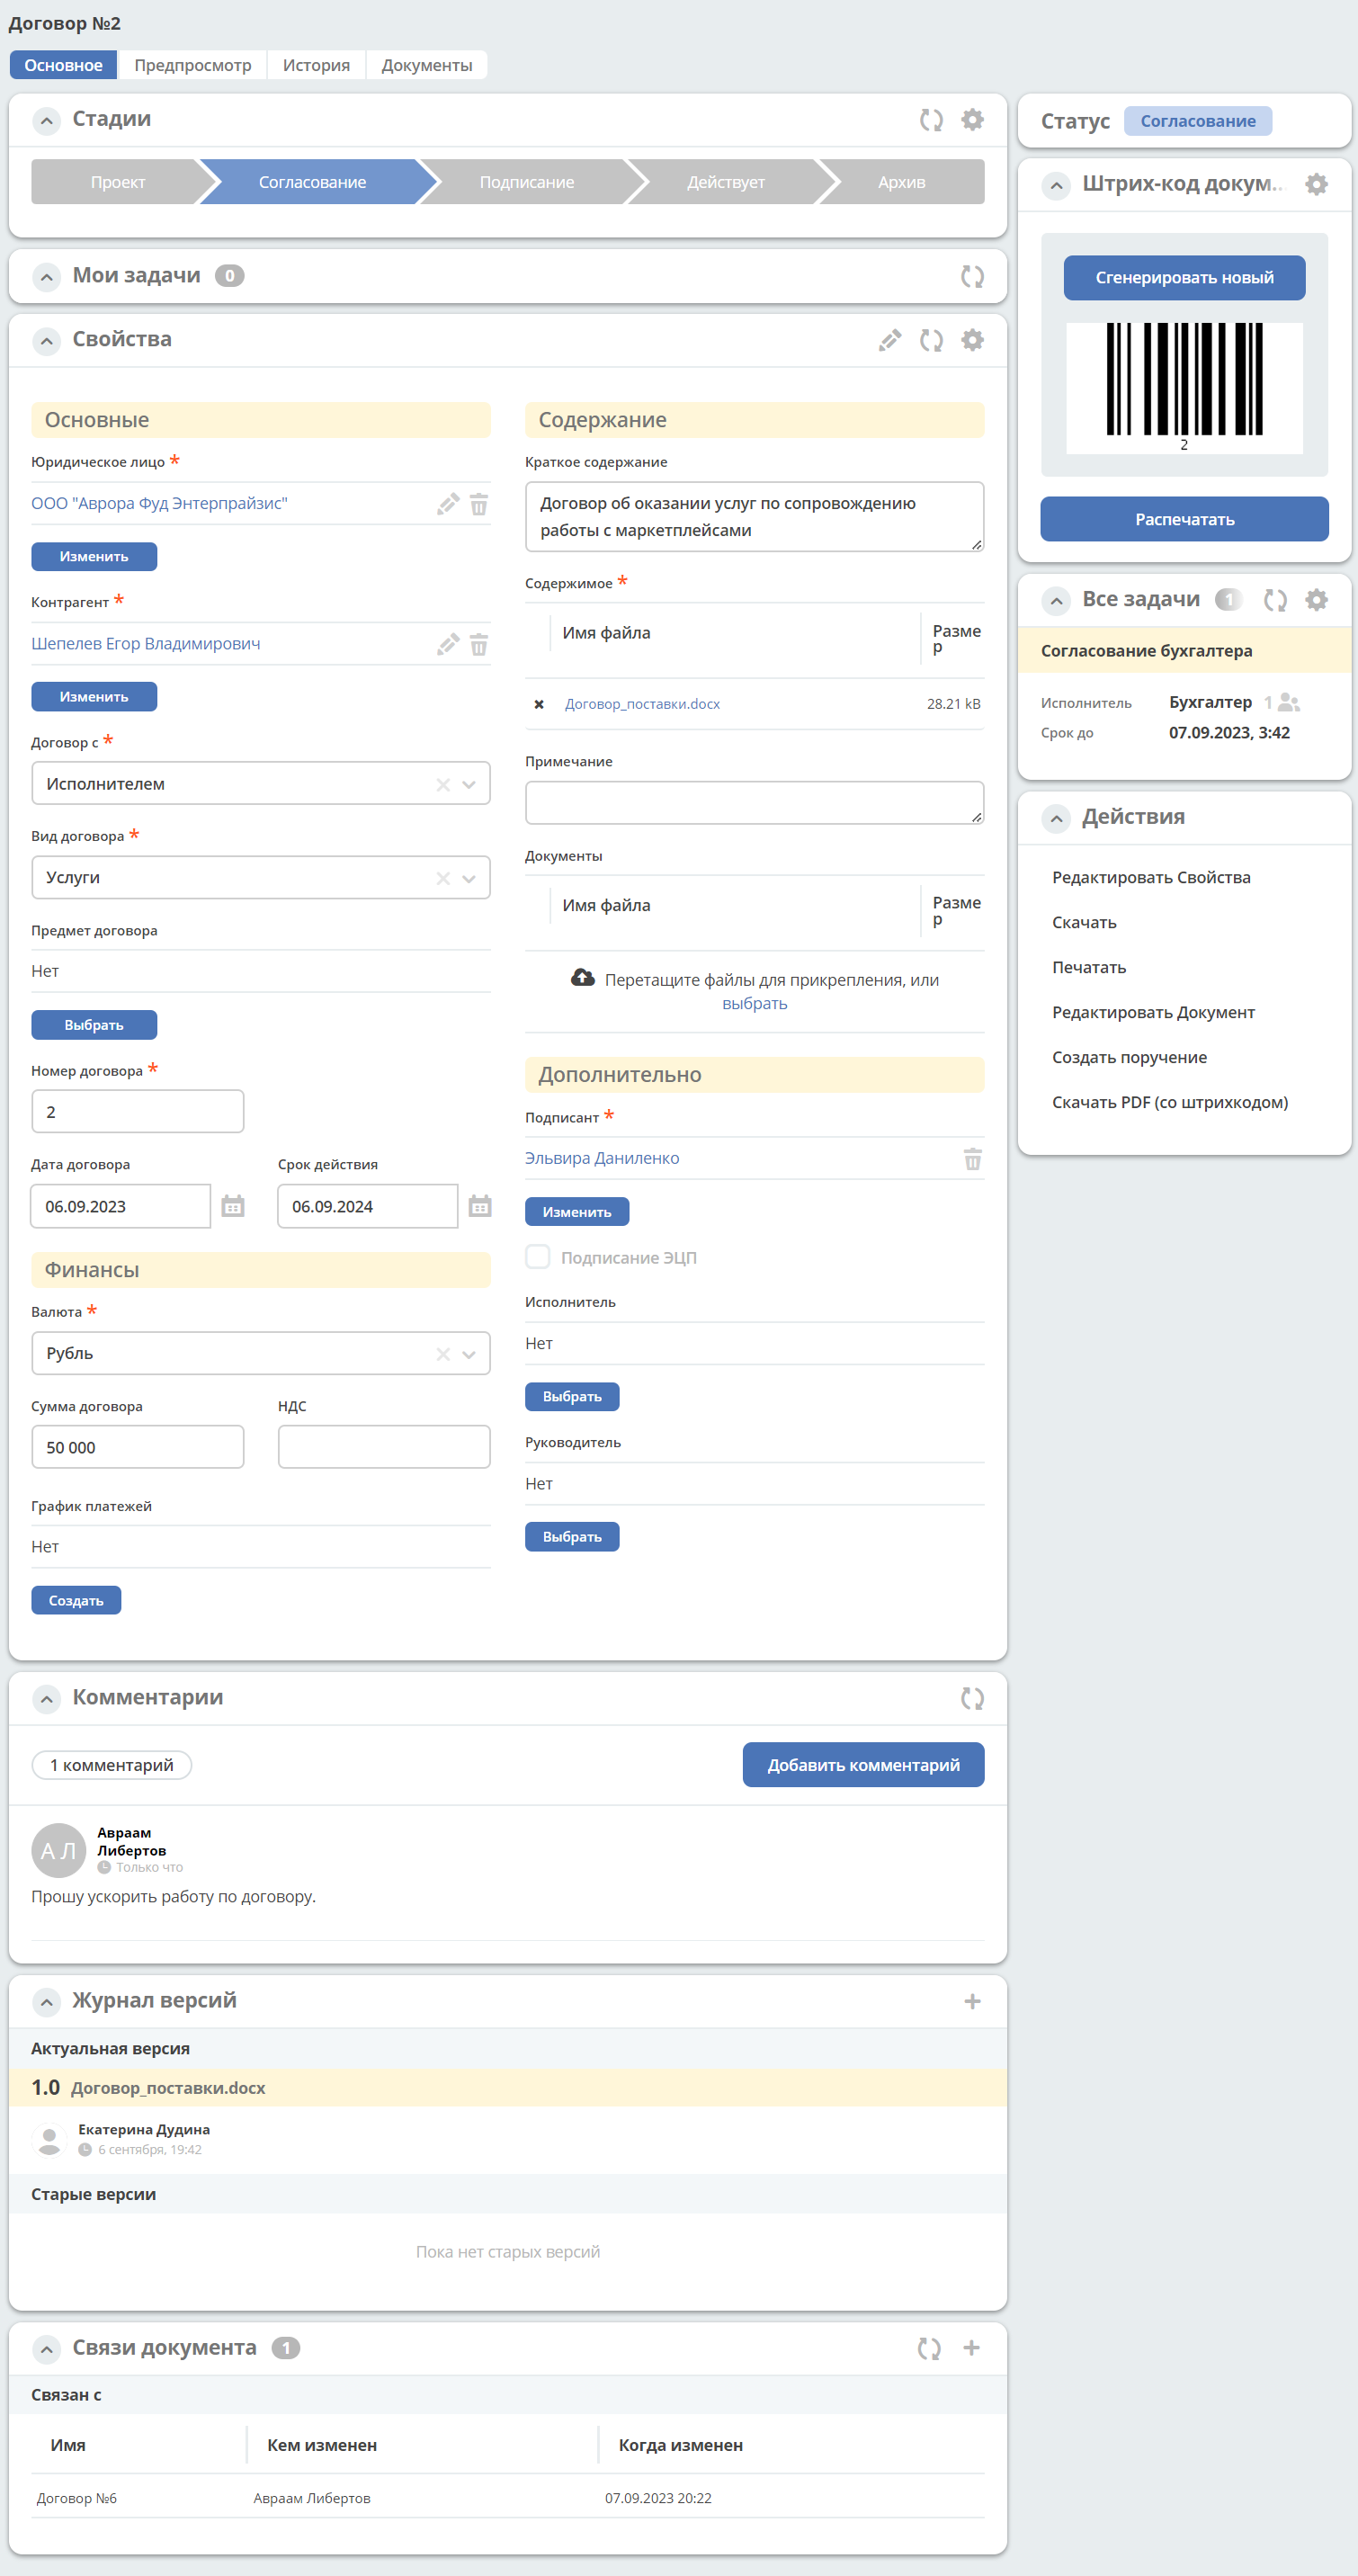 Договор №2
Основное Предпросмотр История Документы
Стадии
Проект Согласование Подписание Действует Архив
Мои задачи 0
Свойства
Основные
Юридическое лицо *
ООО "Аврора Фуд Энтерпрайзис"
Изменить
Контрагент *
Шепелев Егор Владимирович
Изменить
Договор с *
Исполнителем
Вид договора *
Услуги
Предмет договора
Нет
Выбрать
Номер договора *
2
Дата договора Срок действия
06.09.2023 06.09.2024
Финансы
Валюта *
Рубль
Сумма договора НДС
50 000
График платежей
Нет
Создать
Содержание
Краткое содержание
Договор об оказании услуг по сопровождению
работы с маркетплейсами
Содержимое *
Имя файла Разме
р
Договор_поставки.docx 28.21 kB
Примечание
Документы
Имя файла Разме
р
Перетащите файлы для прикрепления, или
выбрать
Дополнительно
Подписант *
Эльвира Даниленко
Изменить
Подписание ЭЦП
Исполнитель
Нет
Выбрать
Руководитель
Нет
Выбрать
Комментарии
1 комментарий Добавить комментарий
А Л
Авраам
Либертов
Только что
Прошу ускорить работу по договору.
Журнал версий
Актуальная версия
1.0 Договор_поставки.docx
Екатерина Дудина
6 сентября, 19:42
Старые версии
Пока нет старых версий
Связи документа 1
Связан с
Имя Кем изменен Когда изменен
Договор №6 Авраам Либертов 07.09.2023 20:22
Статус Согласование
Штрих-код докум...
Сгенерировать новый
2
Распечатать
Все задачи 1
Согласование бухгалтера
Исполнитель Бухгалтер 1
Срок до 07.09.2023, 3:42
Действия
Редактировать Свойства
Скачать
Печатать
Редактировать Документ
Создать поручение
Скачать PDF (со штрихкодом)